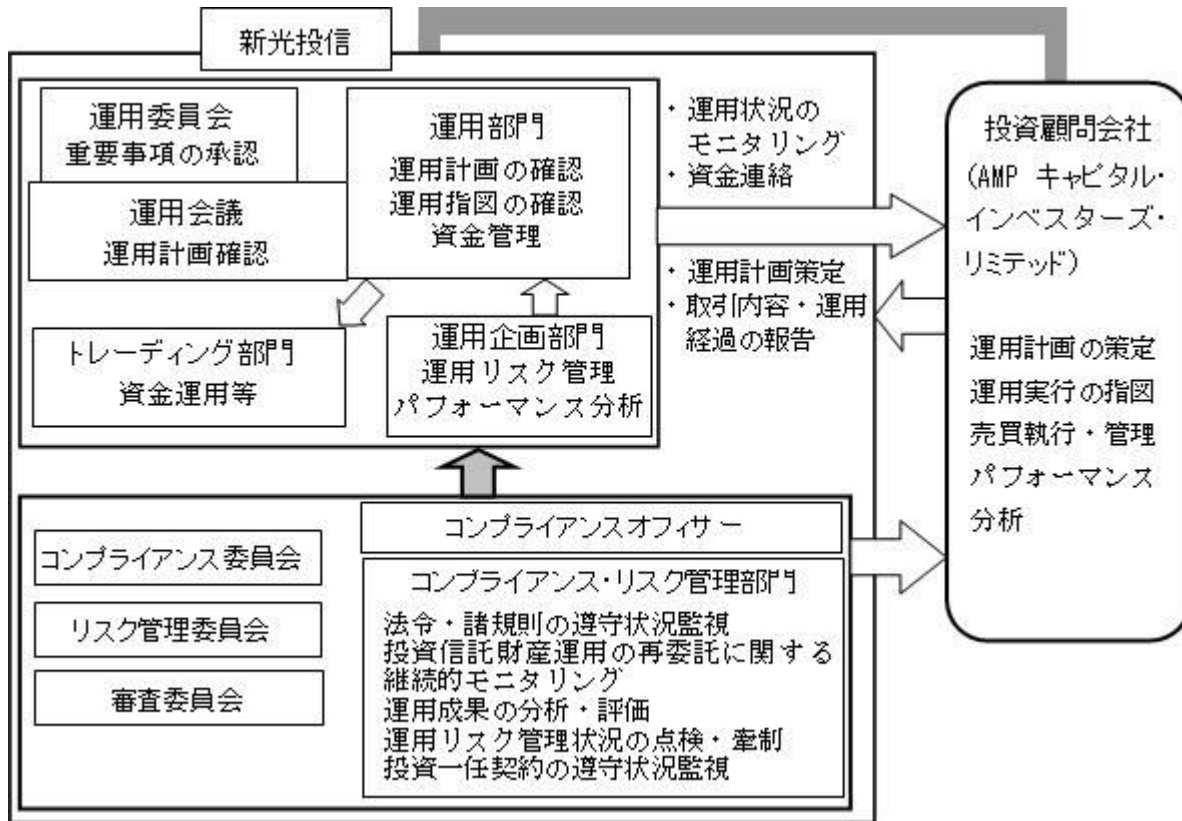 新光投信
運用委員会
重要事項の承認
運用会議
運用計画確認
運用部門
運用計画の確認
運用指図の確認
資金管理
トレーディング部門
資金運用等
運用企画部門
運用リスク管理
パフォーマンス分析
・運用状況の
モニタリング
・資金連絡
・運用計画策定
・取引内容・運用
経過の報告
投資顧問会社
(AMP キャピタル・
インベスターズ・
リミテッド)
運用計画の策定
運用実行の指図
売買執行・管理
パフォーマンス
分析
コンプライアンス委員会
リスク管理委員会
審査委員会
コンプライアンスオフィサー
コンプライアンス・リスク管理部門
法令・諸規則の遵守状況監視
投資信託財産運用の再委託に関する
継続的モニタリング
運用成果の分析・評価
運用リスク管理状況の点検・牽制
投資一任契約の遵守状況監視